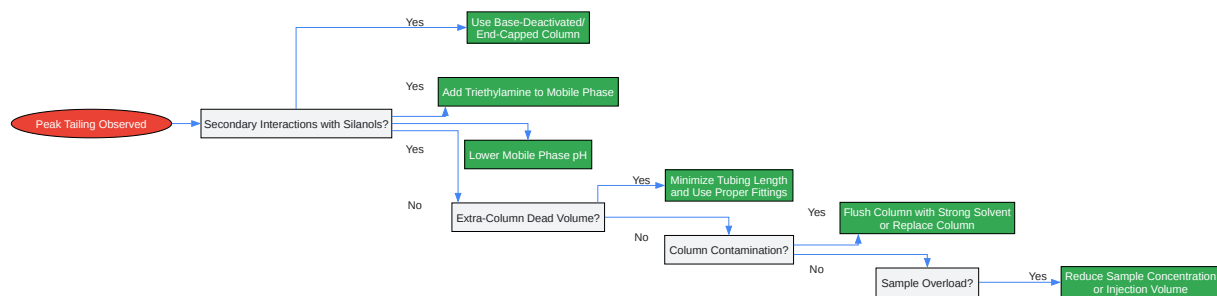 Yes
Use Base-Deactivated/
End-Capped Column
Yes
Add Triethylamine to Mobile Phase
Peak Tailing Observed
Secondary Interactions with Silanols?
Yes
Lower Mobile Phase pH
No
Extra-Column Dead Volume?
Yes
Minimize Tubing Length
and Use Proper Fittings
No
Column Contamination?
Yes
Flush Column with Strong Solvent
or Replace Column
No
Sample Overload?
Yes
Reduce Sample Concentration
or Injection Volume